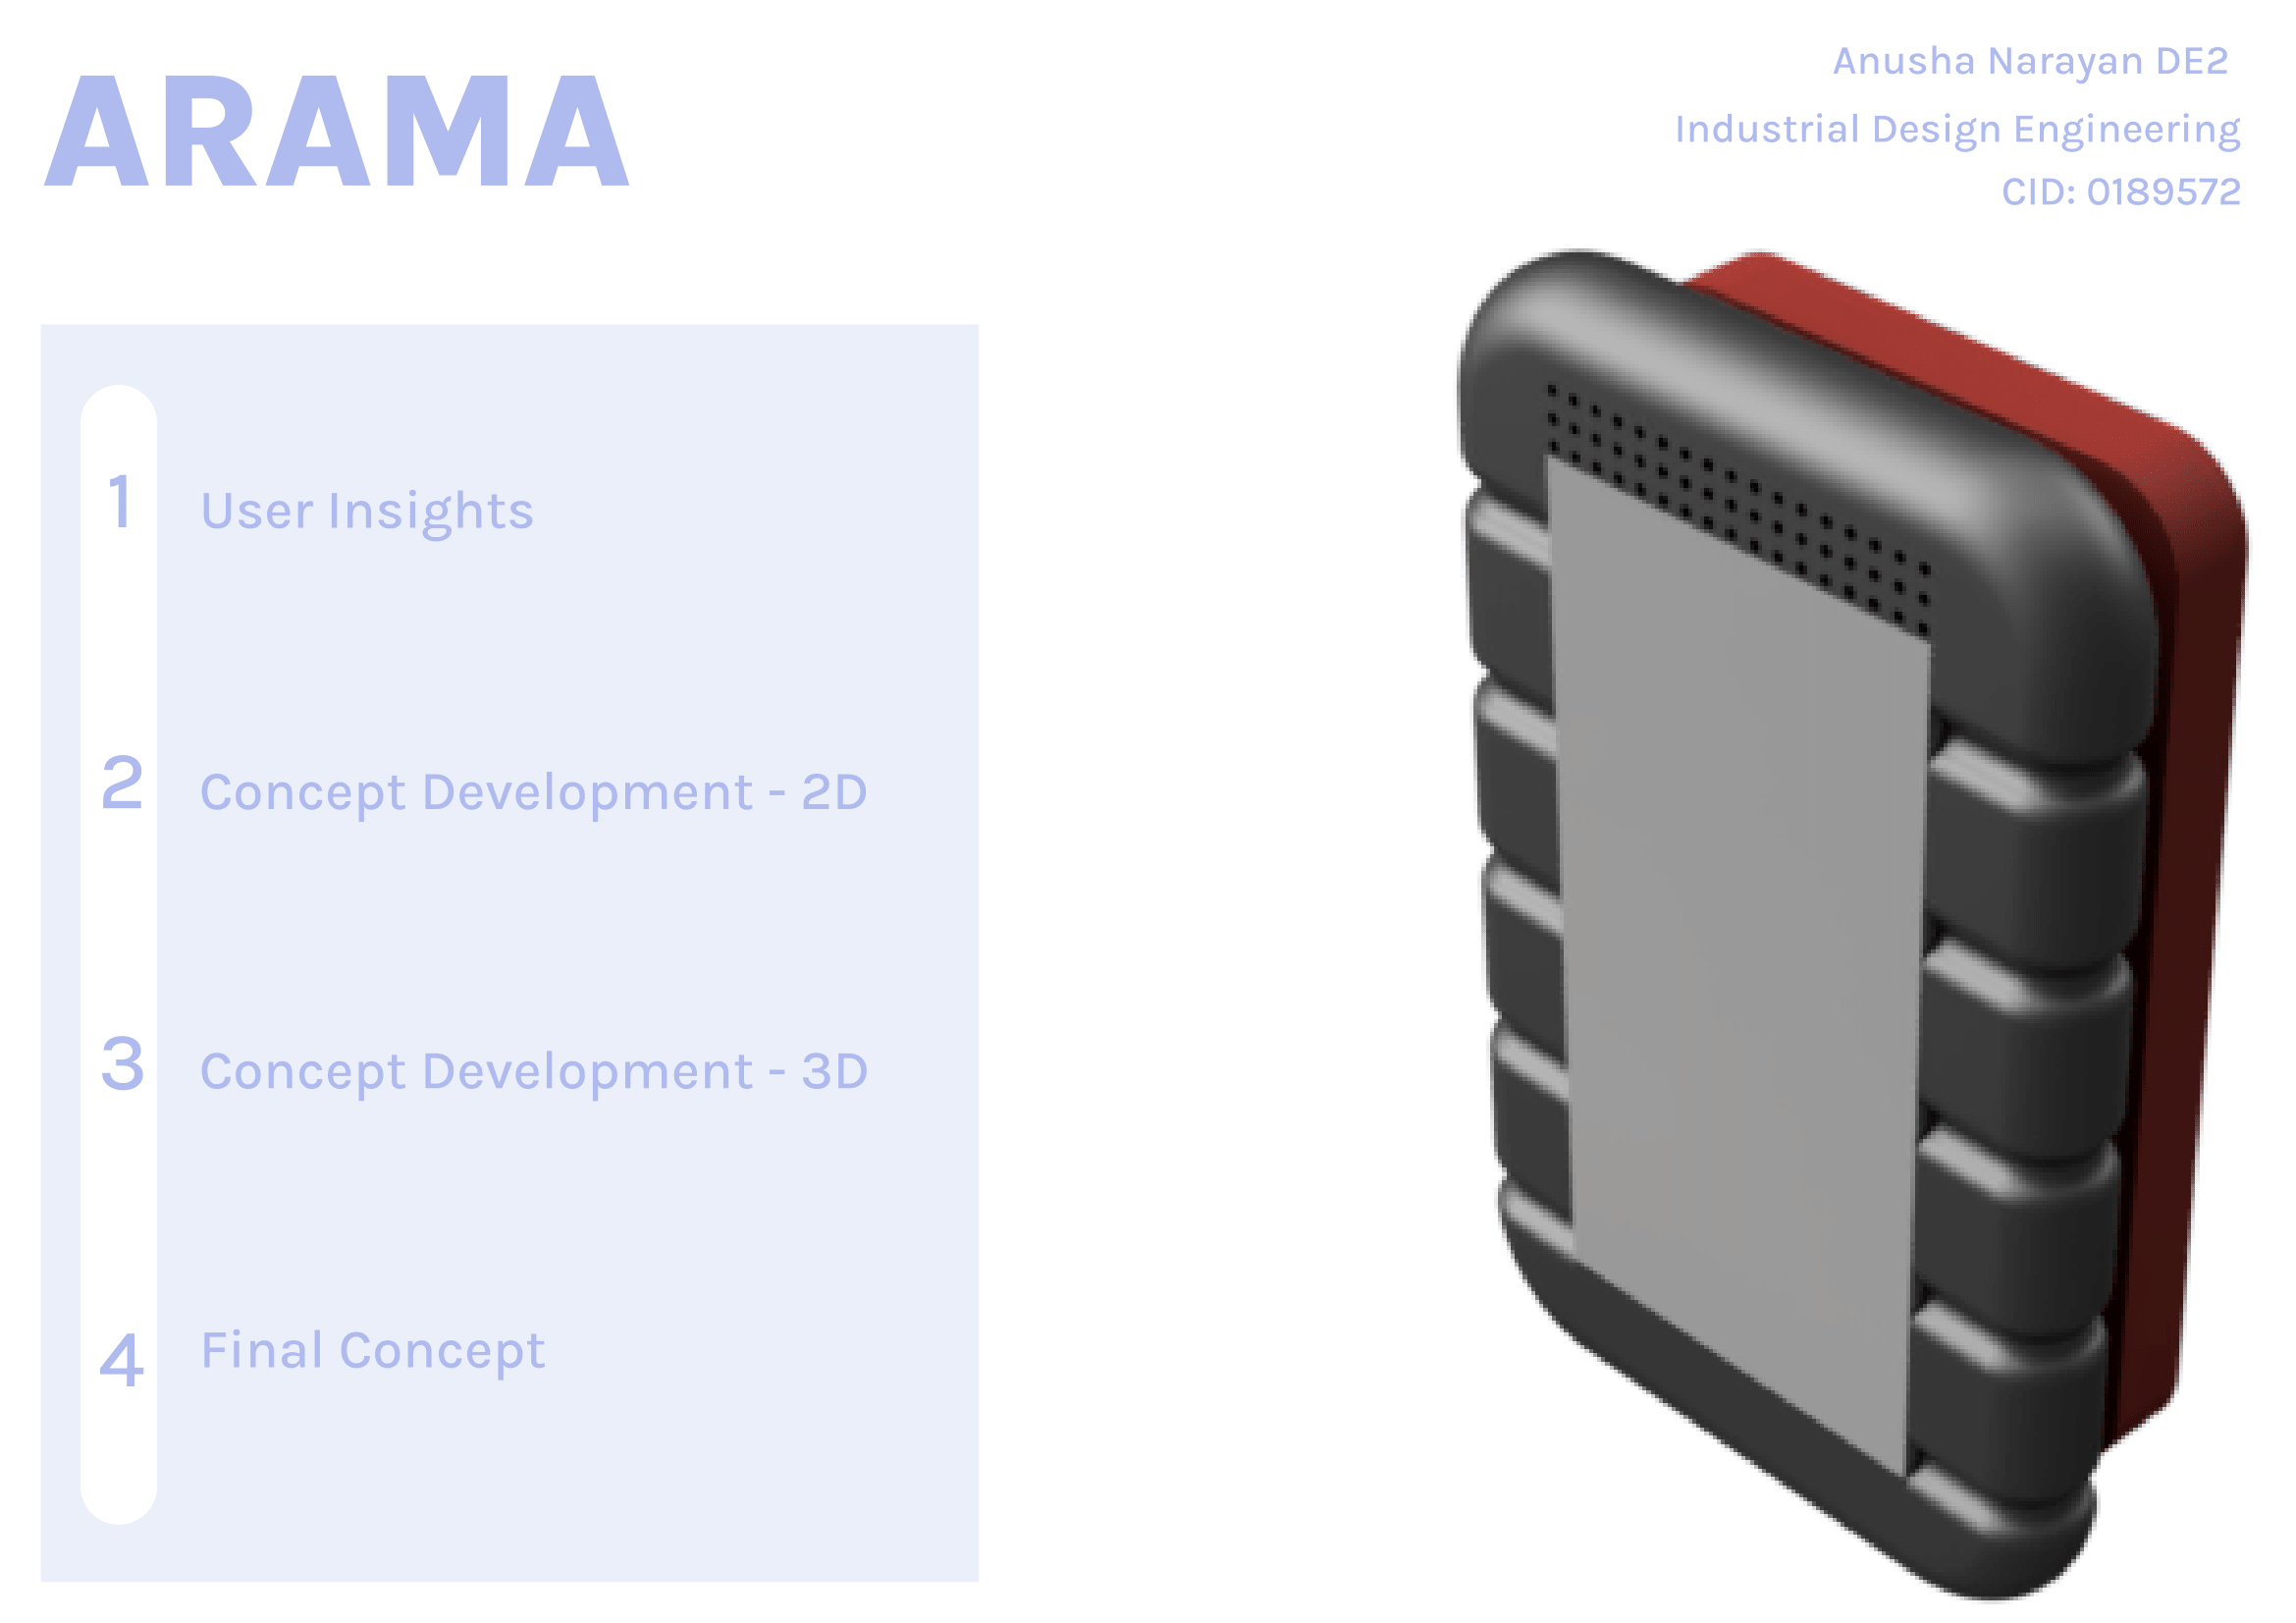 ARAMA
Anusha Narayan DE2
Industrial Design Engineering
CID: 0189572
1 User Insights
2 Concept Development - 2D
3 Concept Development - 3D
4 Final Concept